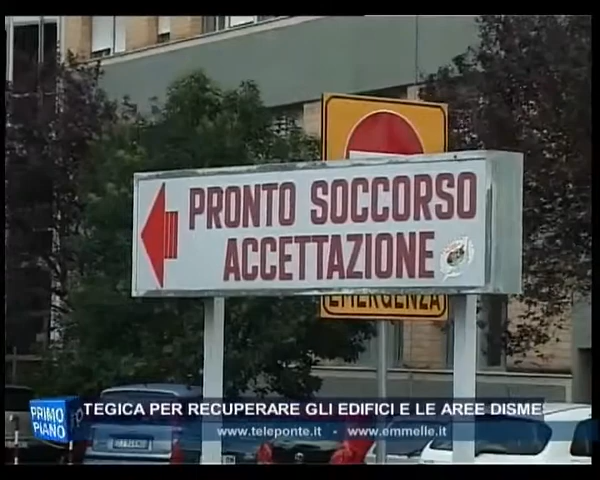 PRONTO SOCCORSO
ACCETTAZIONE
EMERGENZA
PRIMO
PIANO
TEGICA PER RECUPERARE GLI EDIFICI E LE AREE DISME
www.teleponte.it - www.emmelle.it